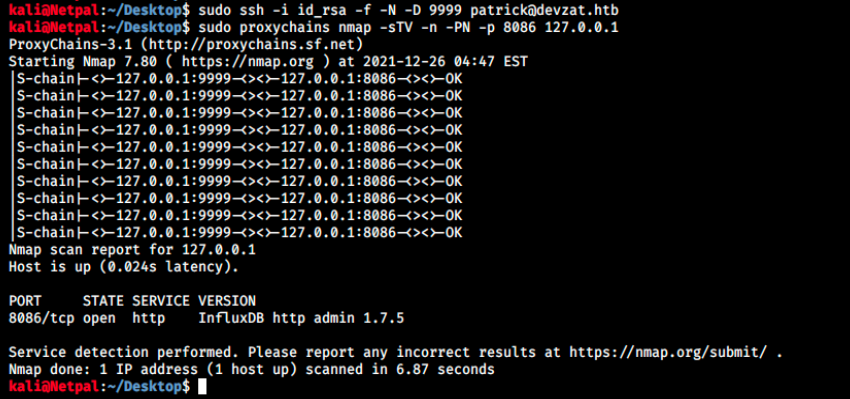 kali@Netpal:~/Desktop$ sudo ssh -i id_rsa -f -N -D 9999 patrick@devzat.htb
kali@Netpal:~/Desktop$ sudo proxychains nmap -sTV -n -PN -p 8086 127.0.0.1
ProxyChains-3.1 (http://proxychains.sf.net)
Starting Nmap 7.80 ( https://nmap.org ) at 2021-12-26 04:47 EST
|S-chain|-<>-127.0.0.1:9999-<><>-127.0.0.1:8086-<><>-OK
|S-chain|-<>-127.0.0.1:9999-<><>-127.0.0.1:8086-<><>-OK
|S-chain|-<>-127.0.0.1:9999-<><>-127.0.0.1:8086-<><>-OK
|S-chain|-<>-127.0.0.1:9999-<><>-127.0.0.1:8086-<><>-OK
|S-chain|-<>-127.0.0.1:9999-<><>-127.0.0.1:8086-<><>-OK
|S-chain|-<>-127.0.0.1:9999-<><>-127.0.0.1:8086-<><>-OK
|S-chain|-<>-127.0.0.1:9999-<><>-127.0.0.1:8086-<><>-OK
|S-chain|-<>-127.0.0.1:9999-<><>-127.0.0.1:8086-<><>-OK
|S-chain|-<>-127.0.0.1:9999-<><>-127.0.0.1:8086-<><>-OK
|S-chain|-<>-127.0.0.1:9999-<><>-127.0.0.1:8086-<><>-OK
Nmap scan report for 127.0.0.1
Host is up (0.024s latency).
PORT     STATE SERVICE VERSION
8086/tcp open  http    InfluxDB http admin 1.7.5
Service detection performed. Please report any incorrect results at https://nmap.org/submit/ .
Nmap done: 1 IP address (1 host up) scanned in 6.87 seconds
kali@Netpal:~/Desktop$